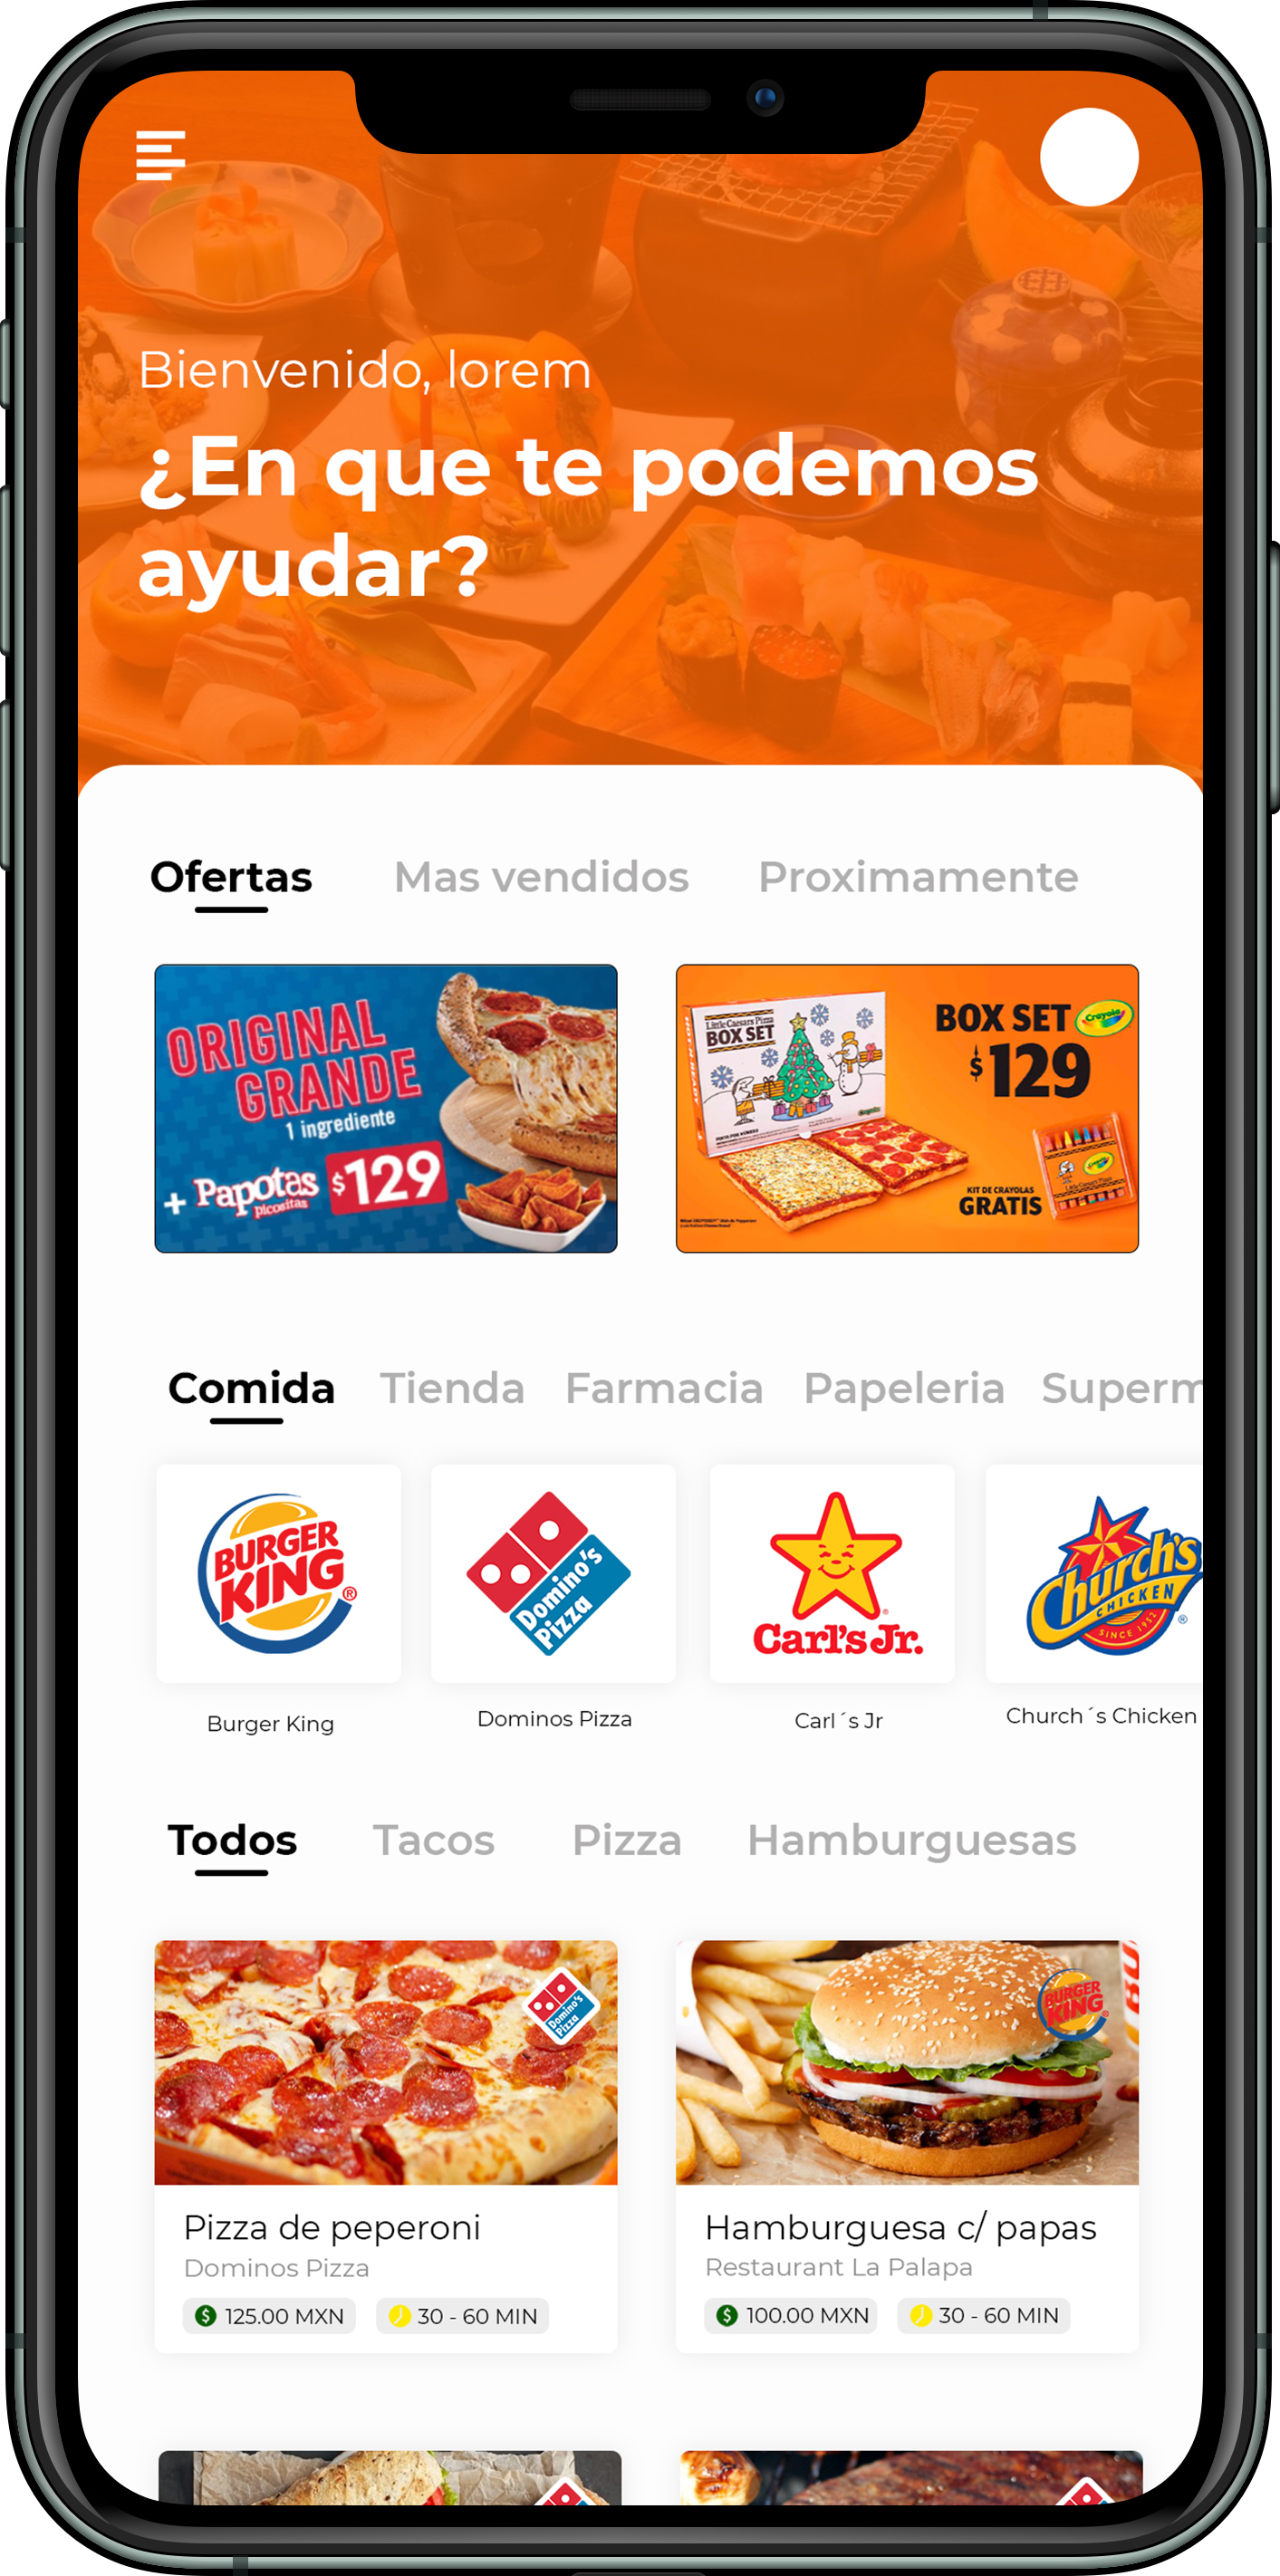 Bienvenido, lorem
¿En que te podemos
ayudar?
Ofertas Mas vendidos Proximamente
ORIGINAL
GRANDE
1 ingrediente
+ Papotas
picositas
$129
Little Caesars Pizza
BOX SET
BOX SET Crayola
$129
KIT DE CRAYOLAS
GRATIS
Comida Tienda Farmacia Papeleria Superm
BURGER
KING®
Domino's
Pizza
Carl's Jr.
Church's
CHICKEN
SINCE 1952
®
Burger King
Dominos Pizza
Carl´s Jr
Church´s Chicken
Todos Tacos Pizza Hamburguesas
Domino's
Pizza
BURGER
KING
BU
Pizza de peperoni
Dominos Pizza
$ 125.00 MXN 30 - 60 MIN
Hamburguesa c/ papas
Restaurant La Palapa
$ 100.00 MXN 30 - 60 MIN